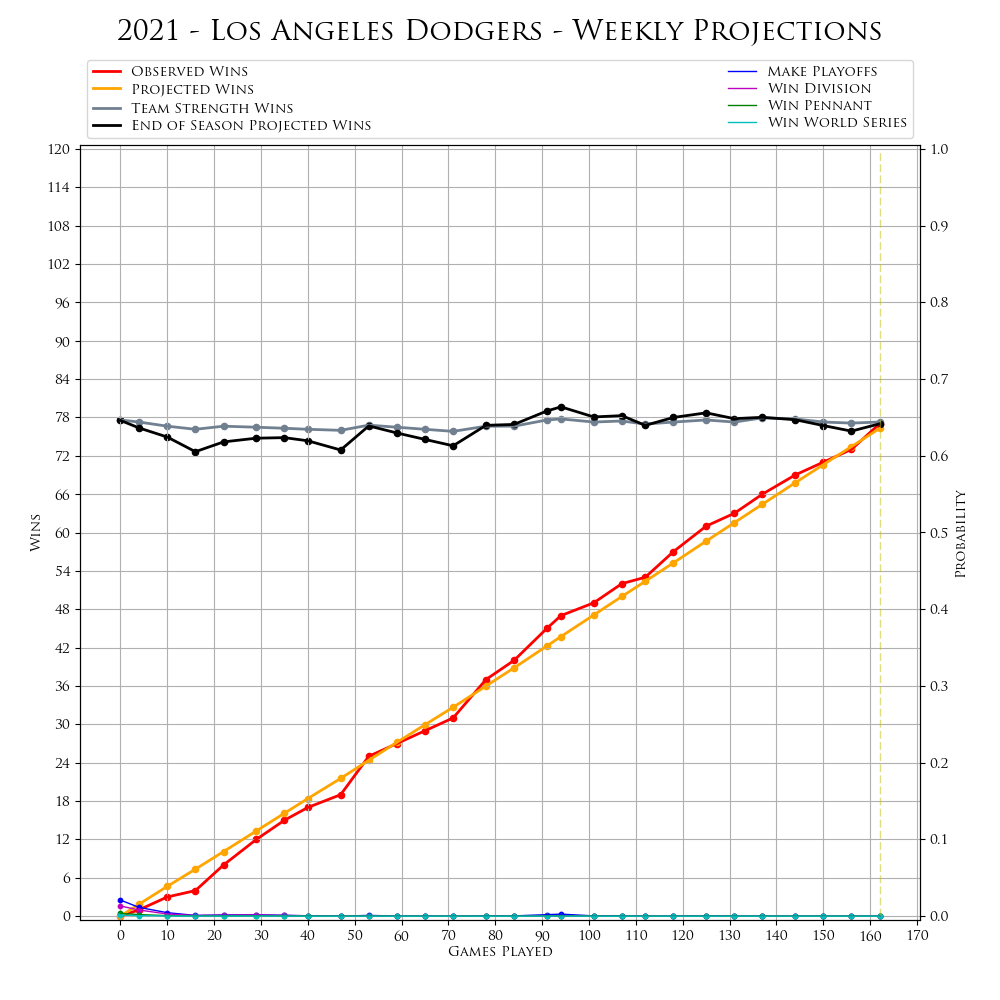 2021 - Los Angeles Dodgers - Weekly Projections
Observed Wins
Projected Wins
Team Strength Wins
End of Season Projected Wins
Make Playoffs
Win Division
Win Pennant
Win World Series
120
114
108
102
96
90
84
78
72
66
60
54
48
42
36
30
24
18
12
6
0
Wins
1.0
0.9
0.8
0.7
0.6
0.5
0.4
0.3
0.2
0.1
0.0
Probability
0 10 20 30 40 50 60 70 80 90 100 110 120 130 140 150 160 170
Games Played